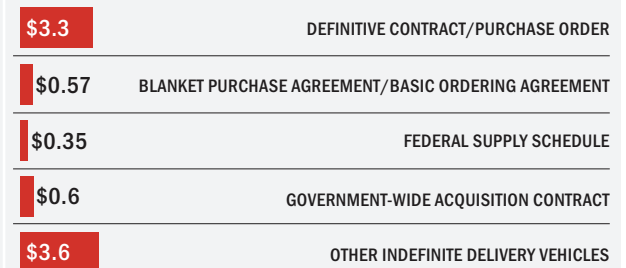 $3.3 DEFINITIVE CONTRACT/PURCHASE ORDER
$0.57 BLANKET PURCHASE AGREEMENT/BASIC ORDERING AGREEMENT
$0.35 FEDERAL SUPPLY SCHEDULE
$0.6 GOVERNMENT-WIDE ACQUISITION CONTRACT
$3.6 OTHER INDEFINITE DELIVERY VEHICLES